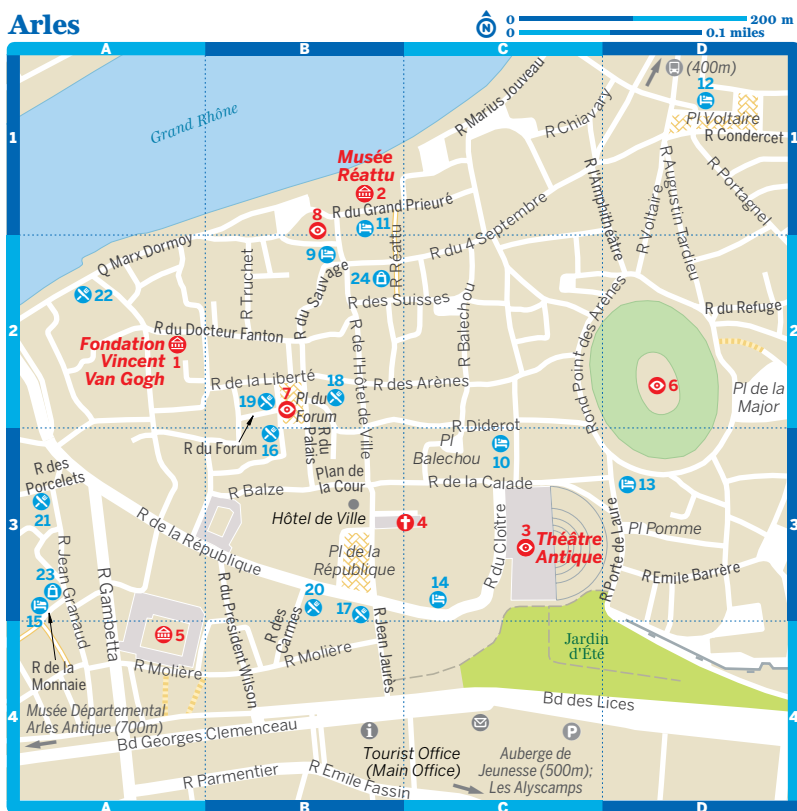 Arles
N
0 200 m
0 0.1 miles
A B C D
1
2
3
4
1
2
3
4
A B C D
Grand Rhône
(400m)
12
Pl Voltaire
R Condercet
R Marius Jouveau
R Chiavary
R Portagnel
R Augustin Tardieu
R Voltaire
R l'Amphithéâtre
Musée
Réattu
2
R du Grand Prieuré
8
11
9
24
R Réattu
R du 4 Septembre
Q Marx Dormoy
22
R Truchet
R du Sauvage
R des Suisses
R Balechou
Rond Point des Arènes
R du Refuge
R du Docteur Fanton
Fondation
Vincent
Van Gogh
1
R de l'Hôtel de Ville
R de la Liberté
18
R des Arènes
6
Pl de la
Major
19
7
Pl du
Forum
R du Forum
16
R du
Palais
R Diderot
Pl
Balechou
10
R des
Porcelets
21
Plan de
la Cour
R de la Calade
13
R Balze
Hôtel de Ville
4
R de la République
Pl de la
République
R du Cloître
3
Théâtre
Antique
R Porte de Laure
Pl Pomme
R Emile Barrère
23
15
R Jean Granaud
R Gambetta
20
17
14
5
R du Président Wilson
R des
Carmes
R Jean Jaurès
Jardin
d'Été
R Molière
R Molière
R de la
Monnaie
Musée Départemental
Arles Antique (700m)
Bd des Lices
Bd Georges Clemenceau
i
P
Tourist Office
(Main Office)
Auberge de
Jeunesse (500m);
Les Alyscamps
R Parmentier
R Emile Fassin